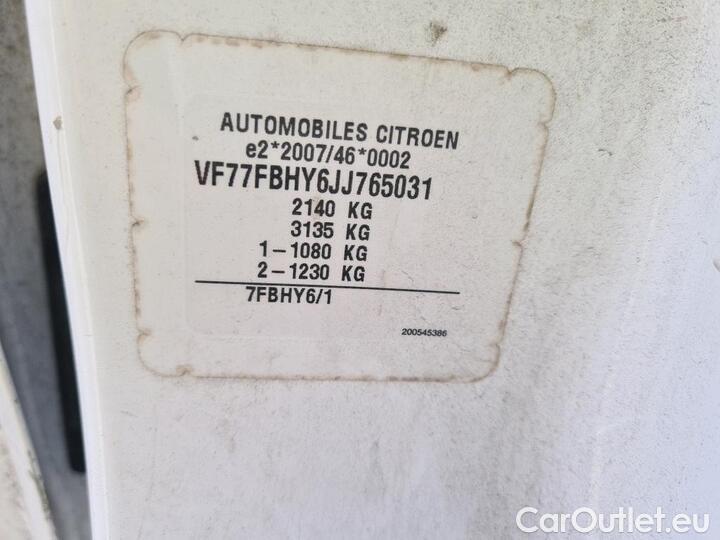 AUTOMOBILES CITROEN
e2*2007/46*0002
VF77FBHY6JJ765031
2140 KG
3135 KG
1-1080 KG
2-1230 KG
7FBHY6/1
200545386
CarOutlet.eu